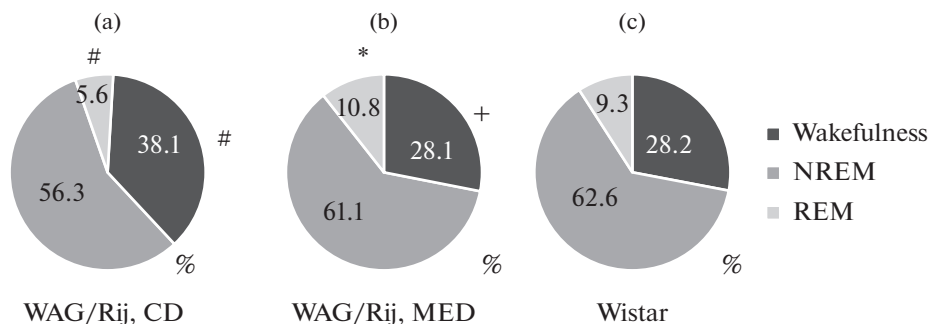 (a)
#
5.6
38.1
#
56.3
%
WAG/Rij, CD
(b)
*
10.8
+
28.1
61.1
%
WAG/Rij, MED
(c)
9.3
28.2
62.6
%
Wistar
Wakefulness
NREM
REM